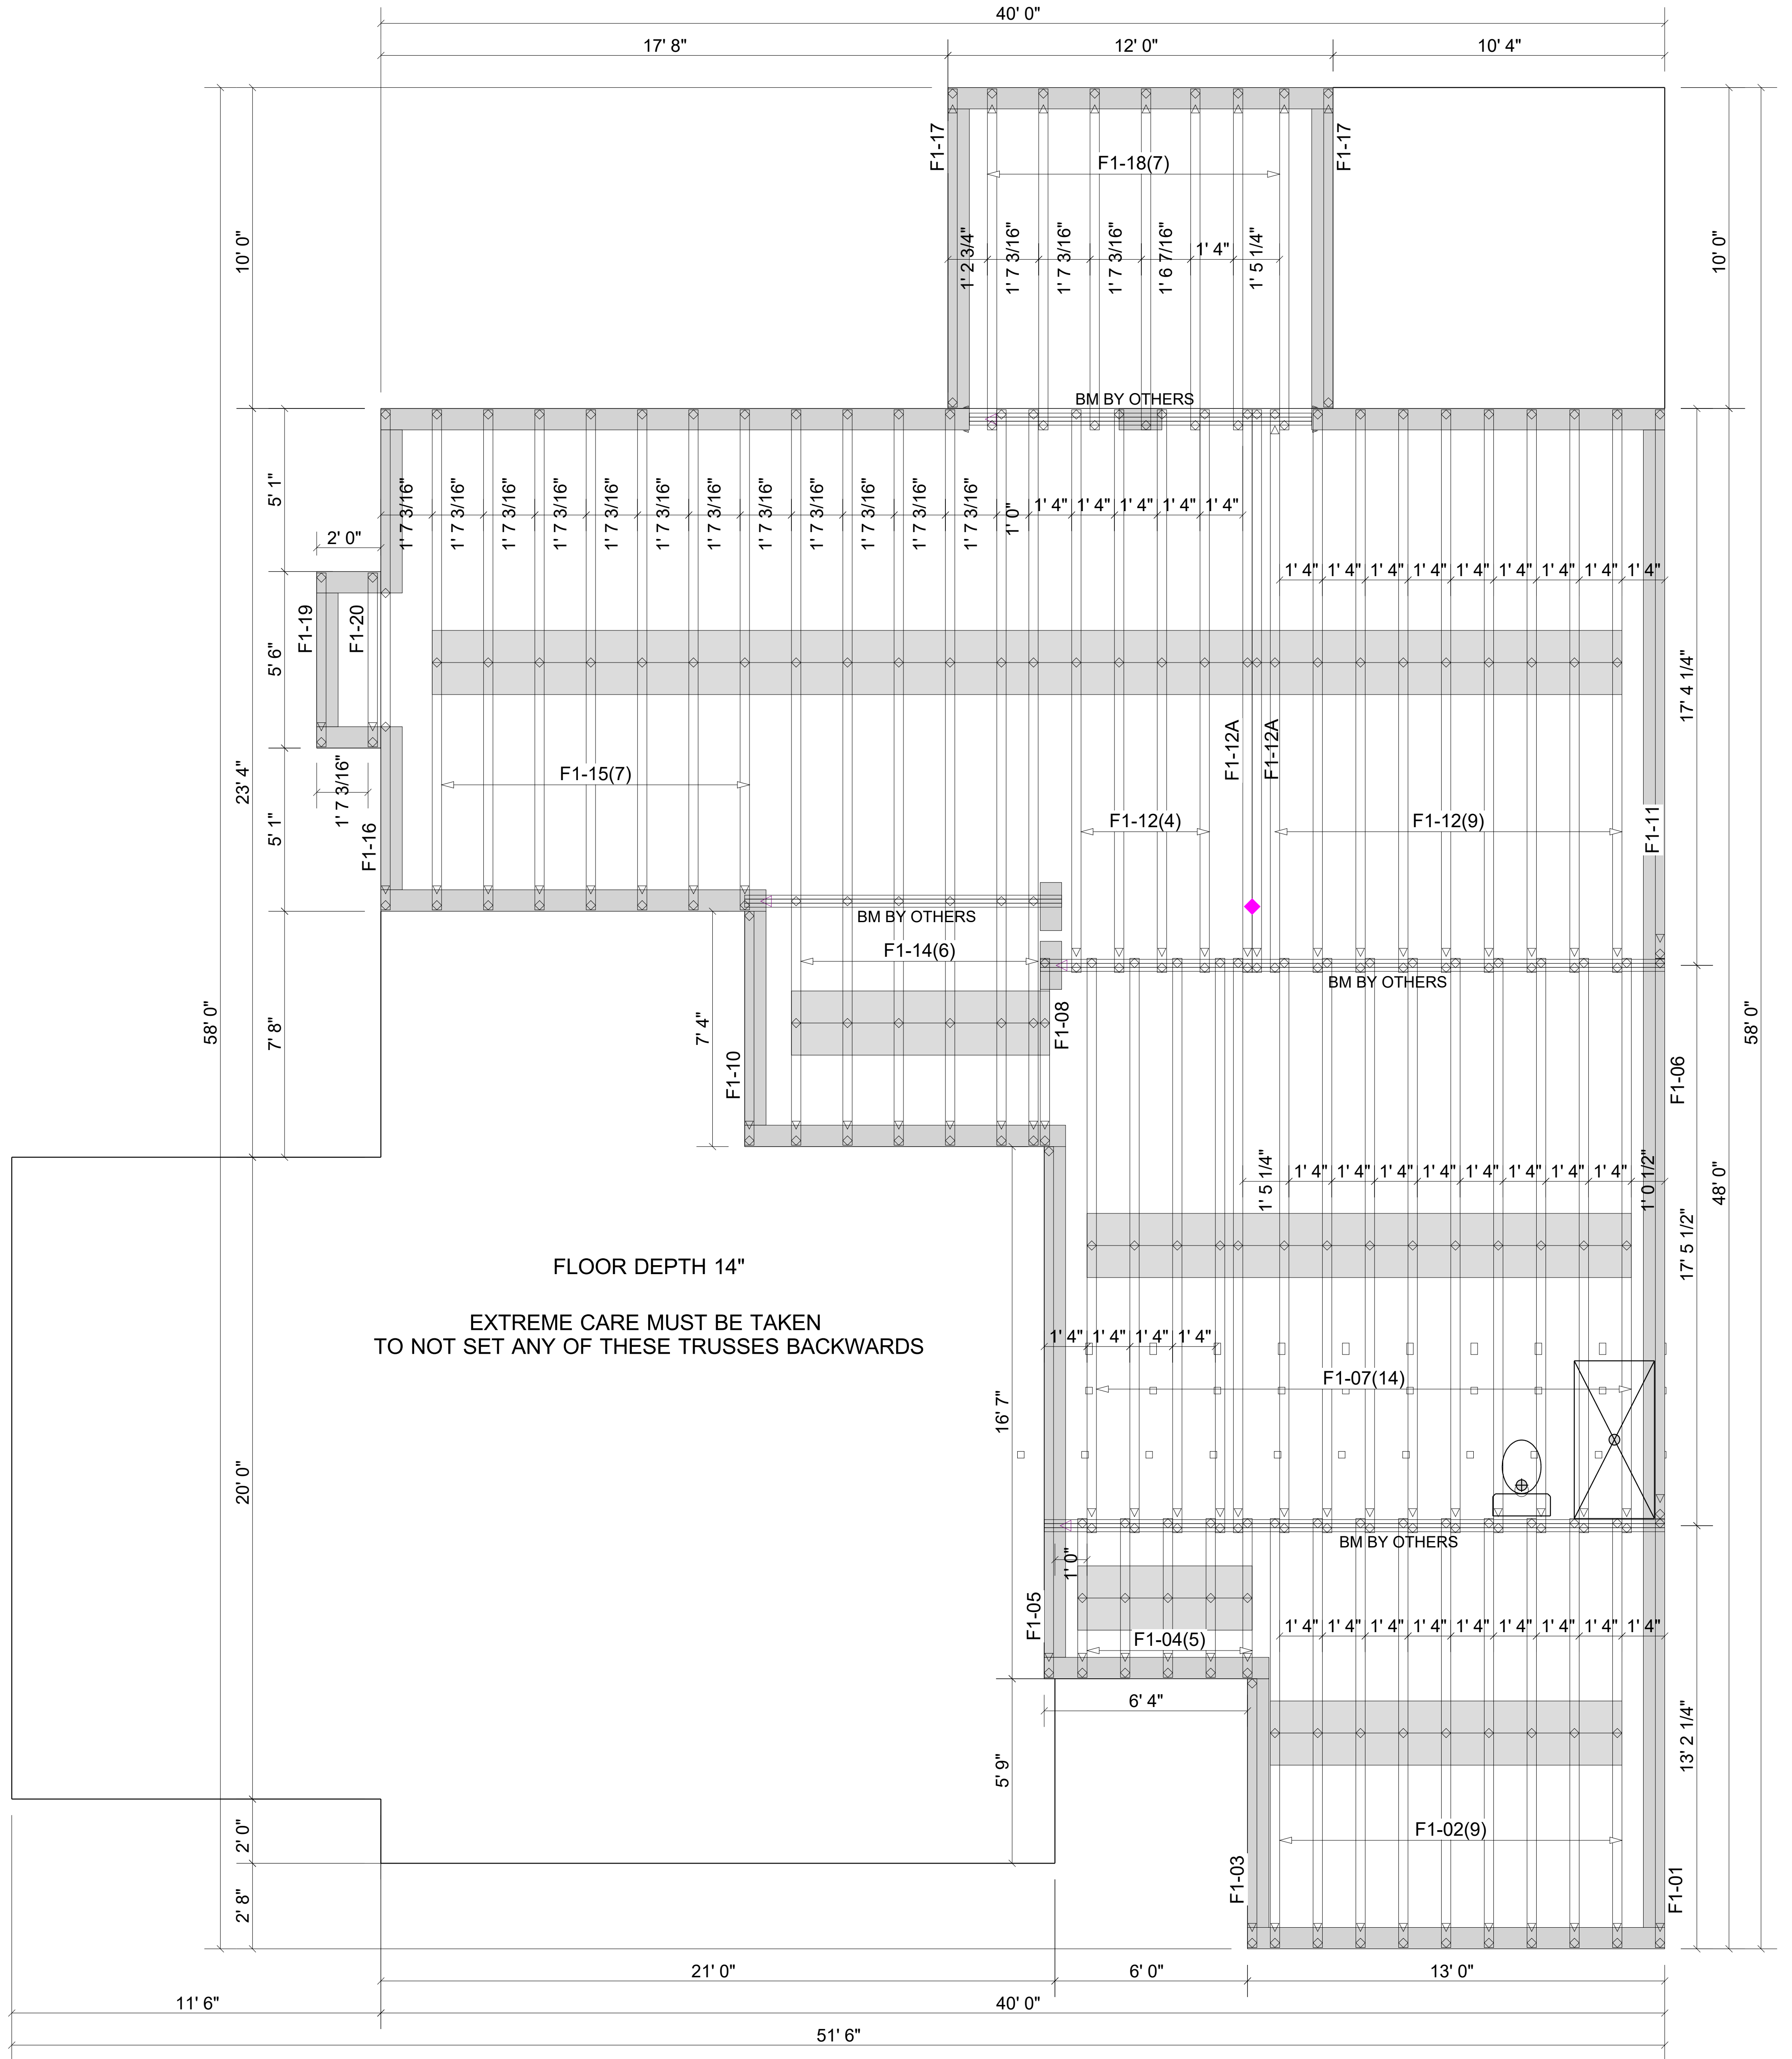 40' 0"
17' 8"
12' 0"
10' 4"
F1-17
F1-17
F1-18(7)
1' 2 3/4"
1' 7 3/16"
1' 7 3/16"
1' 7 3/16"
1' 6 7/16"
1' 4"
1' 5 1/4"
10' 0"
10' 0"
BM BY OTHERS
5' 1"
1' 7 3/16"
1' 7 3/16"
1' 7 3/16"
1' 7 3/16"
1' 7 3/16"
1' 7 3/16"
1' 7 3/16"
1' 7 3/16"
1' 7 3/16"
1' 7 3/16"
1' 7 3/16"
1' 7 3/16"
1' 0"
1' 4"
1' 4"
1' 4"
1' 4"
1' 4"
2' 0"
1' 4"
1' 4"
1' 4"
1' 4"
1' 4"
1' 4"
1' 4"
1' 4"
1' 4"
F1-19
F1-20
5' 6"
17' 4 1/4"
F1-12A
F1-12A
23' 4"
F1-15(7)
1' 7 3/16"
5' 1"
F1-16
F1-12(4)
F1-12(9)
F1-11
BM BY OTHERS
F1-14(6)
BM BY OTHERS
58' 0"
7' 8"
7' 4"
F1-10
F1-08
F1-06
58' 0"
48' 0"
1' 5 1/4"
1' 4"
1' 4"
1' 4"
1' 4"
1' 4"
1' 4"
1' 4"
1' 4"
1' 0 1/2"
17' 5 1/2"
FLOOR DEPTH 14"
EXTREME CARE MUST BE TAKEN
TO NOT SET ANY OF THESE TRUSSES BACKWARDS
1' 4"
1' 4"
1' 4"
1' 4"
F1-07(14)
16' 7"
20' 0"
BM BY OTHERS
1' 0"
F1-05
F1-04(5)
1' 4"
1' 4"
1' 4"
1' 4"
1' 4"
1' 4"
1' 4"
1' 4"
1' 4"
6' 4"
5' 9"
13' 2 1/4"
2' 0"
F1-02(9)
2' 8"
F1-03
F1-01
21' 0"
6' 0"
13' 0"
11' 6"
40' 0"
51' 6"